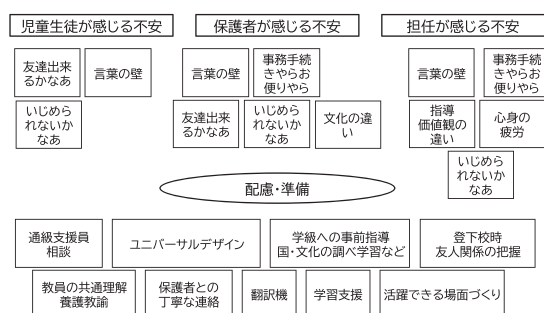 児童生徒が感じる不安
保護者が感じる不安
担任が感じる不安
友達出来
るかなあ
言葉の壁
いじめら
れないか
なあ
言葉の壁
事務手続
きやらお
便りやら
友達出来
るかなあ
いじめら
れないか
なあ
文化の違
い
言葉の壁
事務手続
きやらお
便りやら
指導
価値観の
違い
心身の
疲労
いじめら
れないか
なあ
配慮・準備
通級支援員
相談
ユニバーサルデザイン
学級への事前指導
国・文化の調べ学習など
登下校時
友人関係の把握
教員の共通理解
養護教諭
保護者との
丁寧な連絡
翻訳機
学習支援
活躍できる場面づくり